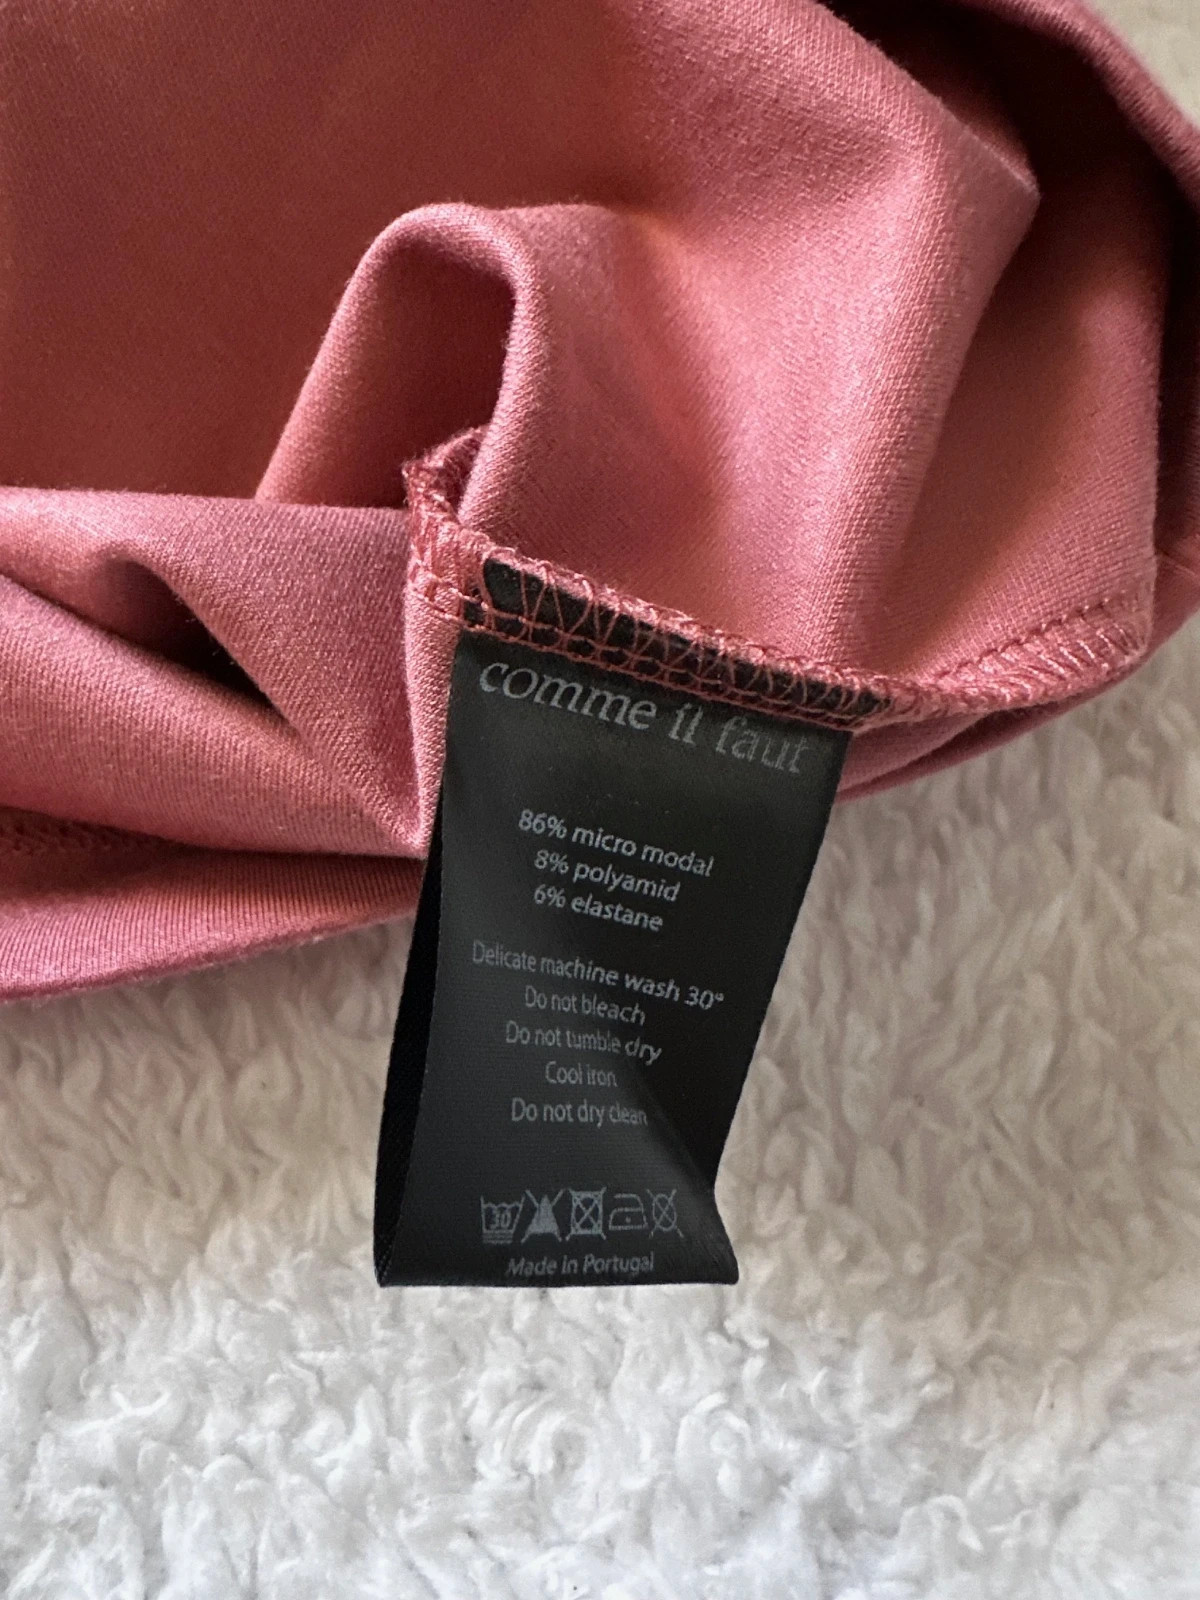 comme il faut
86% micro modal
8% polyamid
6% elastane
Delicate machine wash 30°
Do not bleach
Do not tumble dry
Cool iron
Do not dry clean
30
Made in Portugal